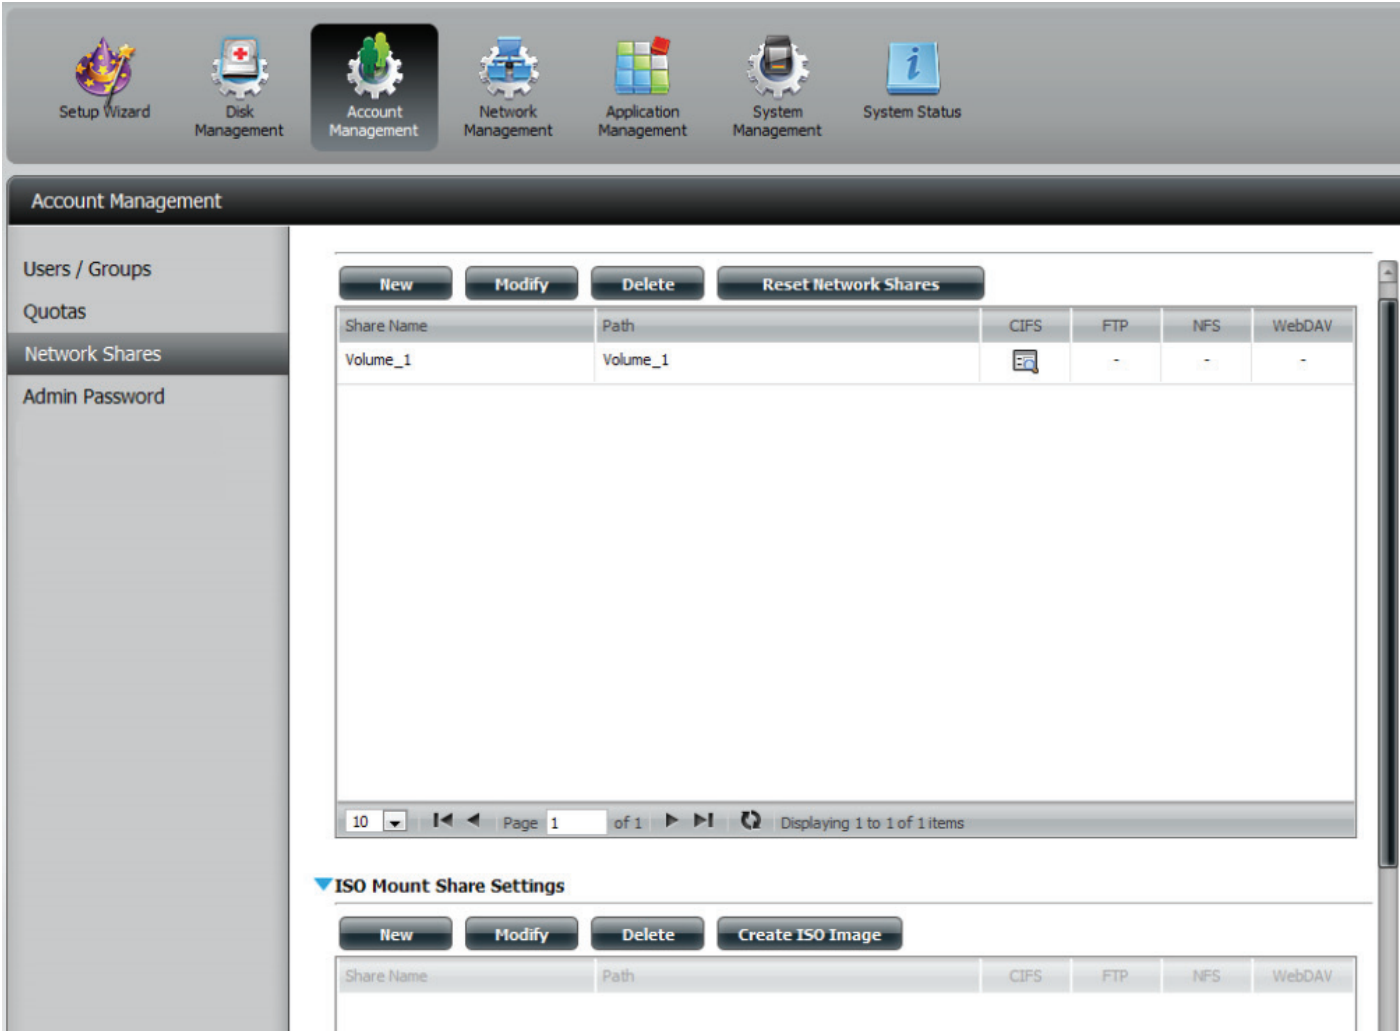 Setup Wizard
Disk
Management
Account
Management
Network
Management
Application
Management
System
Management
i
System Status
Account Management
Users / Groups
Quotas
Network Shares
Admin Password
New Modify Delete Reset Network Shares
Share Name Path CIFS FTP NFS WebDAV
Volume_1 Volume_1 - - -
10 Page 1 of 1 Displaying 1 to 1 of 1 items
ISO Mount Share Settings
New Modify Delete Create ISO Image
Share Name Path CIFS FTP NFS WebDAV